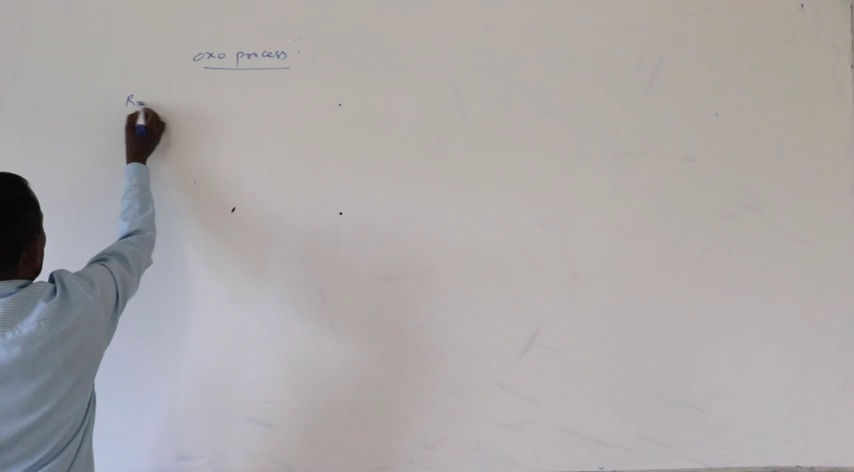 oxo process :
R=